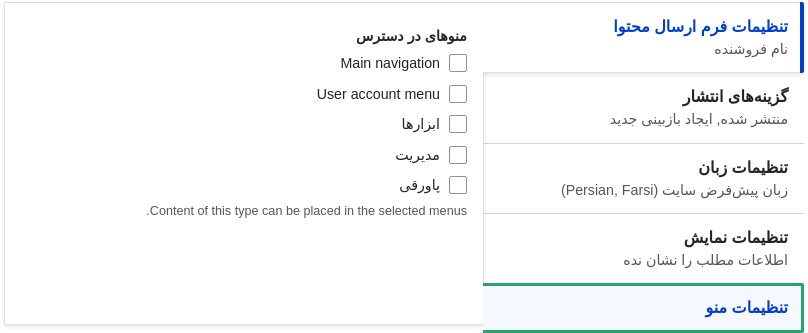 تنظیمات فرم ارسال محتوا
نام فروشنده
گزینه‌های انتشار
منتشر شده, ایجاد بازبینی جدید
تنظیمات زبان
زبان پیش‌فرض سایت (Persian, Farsi)
تنظیمات نمایش
اطلاعات مطلب را نشان نده
تنظیمات منو
منوهای در دسترس
Main navigation
User account menu
ابزارها
مدیریت
پاورقی
Content of this type can be placed in the selected menus.